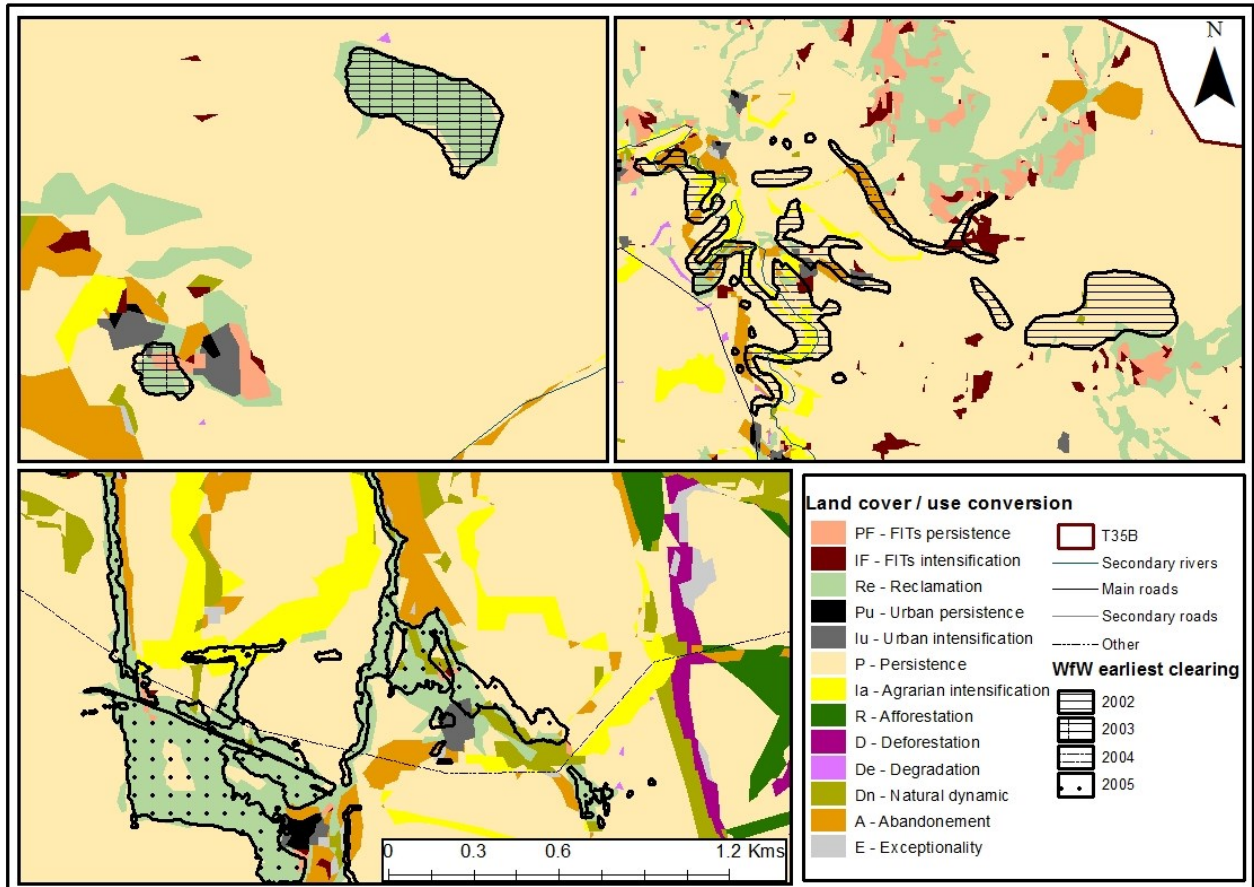 N
0 0.3 0.6 1.2 Kms
Land cover / use conversion
PF - FITs persistence
IF - FITs intensification
Re - Reclamation
Pu - Urban persistence
Iu - Urban intensification
P - Persistence
Ia - Agrarian intensification
R - Afforestation
D - Deforestation
De - Degradation
Dn - Natural dynamic
A - Abandonement
E - Exceptionality
T35B
Secondary rivers
Main roads
Secondary roads
Other
WfW earliest clearing
2002
2003
2004
2005